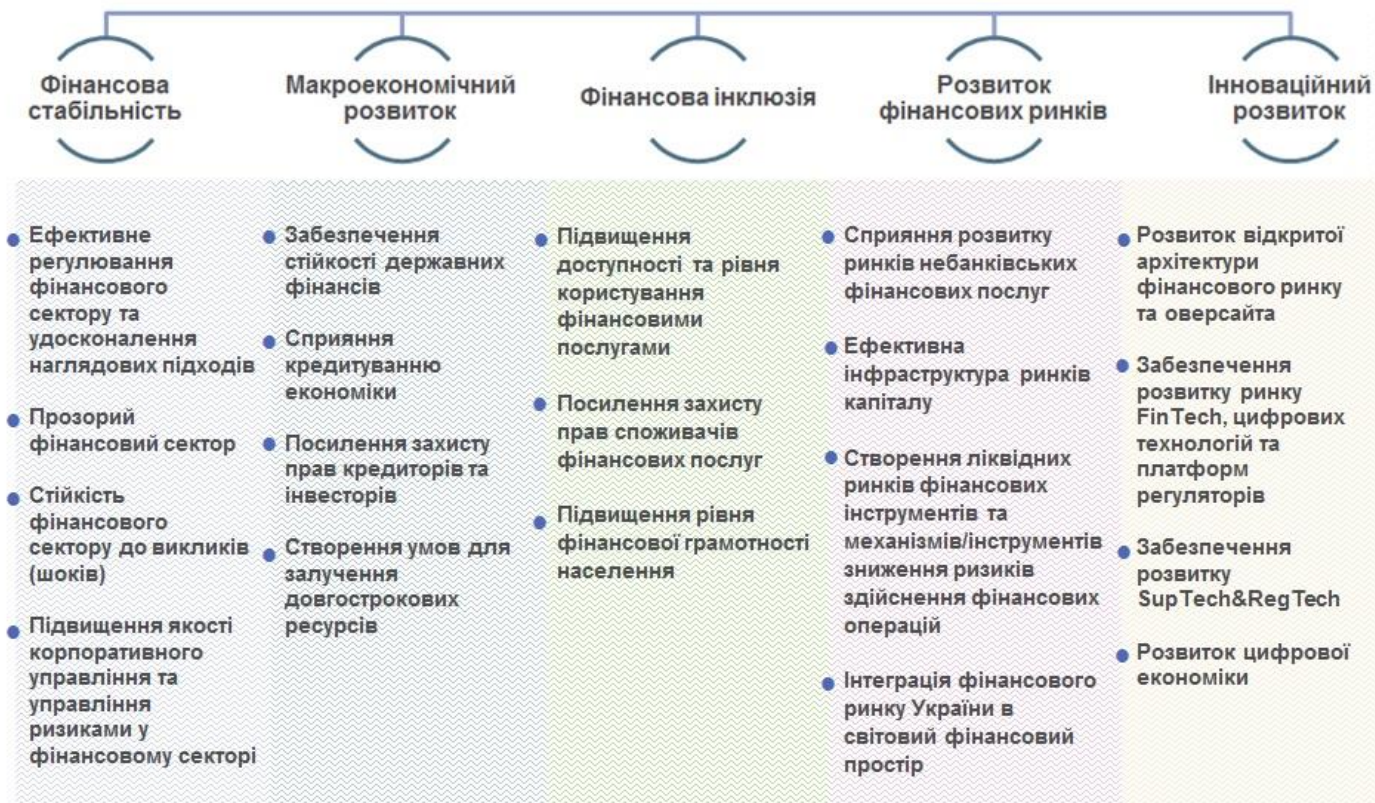 Фінансова
стабільність
Макроекономічний
розвиток
Фінансова інклюзія
Розвиток
фінансових ринків
Інноваційний
розвиток
Ефективне
регулювання
фінансового
сектору та
удосконалення
наглядових підходів
Прозорий
фінансовий сектор
Стійкість
фінансового
сектору до викликів
(шоків)
Підвищення якості
корпоративного
управління та
управління
ризиками у
фінансовому секторі
Забезпечення
стійкості державних
фінансів
Сприяння
кредитуванню
економіки
Посилення захисту
прав кредиторів та
інвесторів
Створення умов для
залучення
довгострокових
ресурсів
Підвищення
доступності та рівня
користування
фінансовими
послугами
Посилення захисту
прав споживачів
фінансових послуг
Підвищення рівня
фінансової грамотності
населення
Сприяння розвитку
ринків небанківських
фінансових послуг
Ефективна
інфраструктура ринків
капіталу
Створення ліквідних
ринків фінансових
інструментів та
механізмів/інструментів
зниження ризиків
здійснення фінансових
операцій
Інтеграція фінансового
ринку України в
світовий фінансовий
простір
Розвиток відкритої
архітектури
фінансового ринку
та оверсайта
Забезпечення
розвитку ринку
FinTech, цифрових
технологій та
платформ
регуляторів
Забезпечення
розвитку
SupTech&RegTech
Розвиток цифрової
економіки